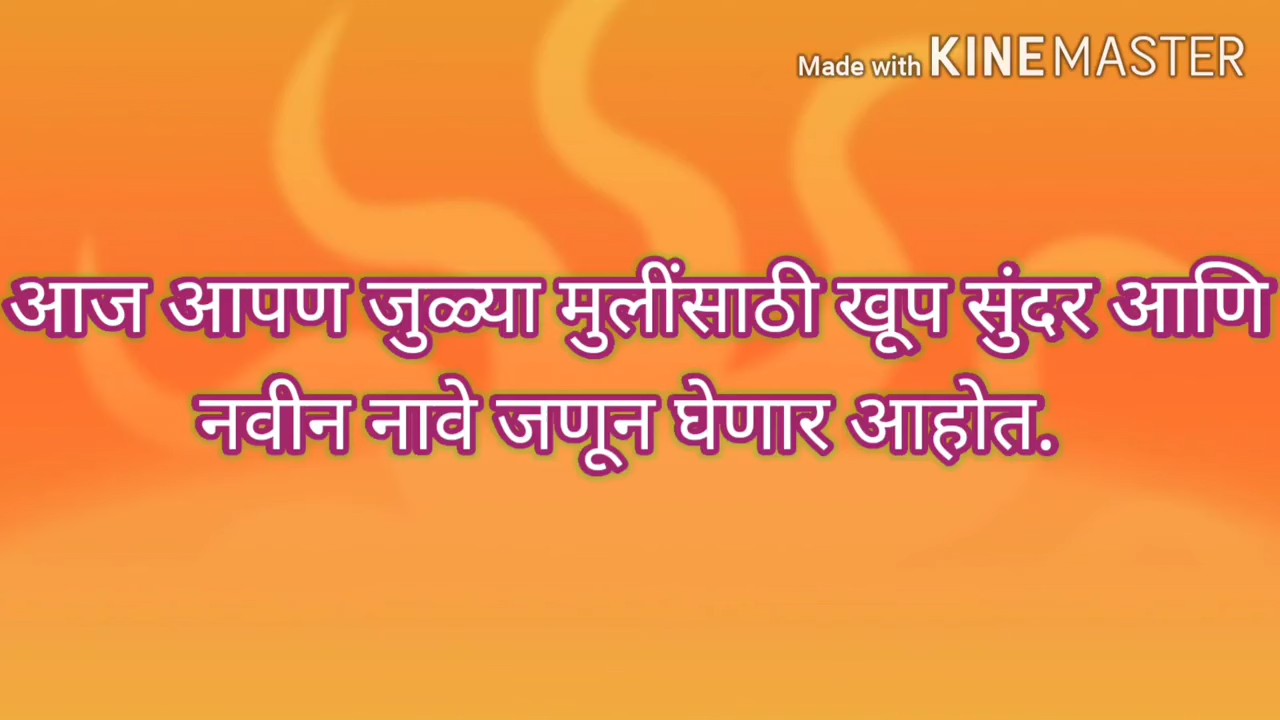 Made with KINEMASTER
आज आपण जुळ्या मुलींसाठी खूप सुंदर आणि
नवीन नावे जणून घेणार आहोत.